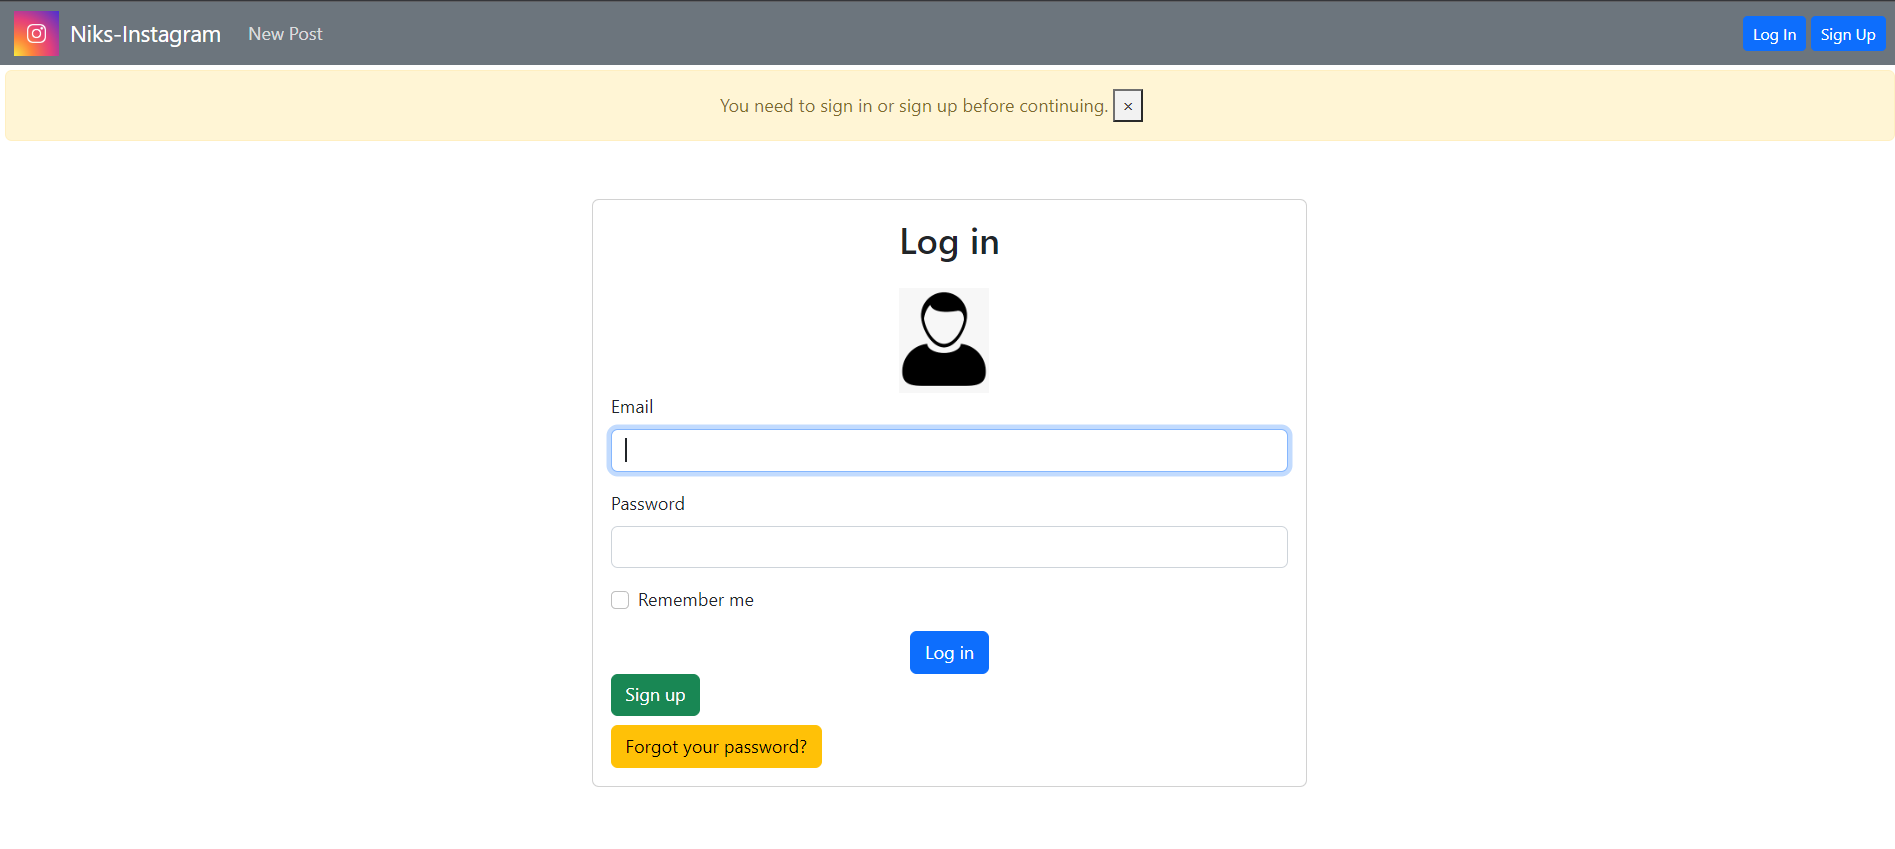 Niks-Instagram New Post Log In Sign Up
You need to sign in or sign up before continuing. ×
Log in
Email
Password
Remember me
Log in
Sign up
Forgot your password?